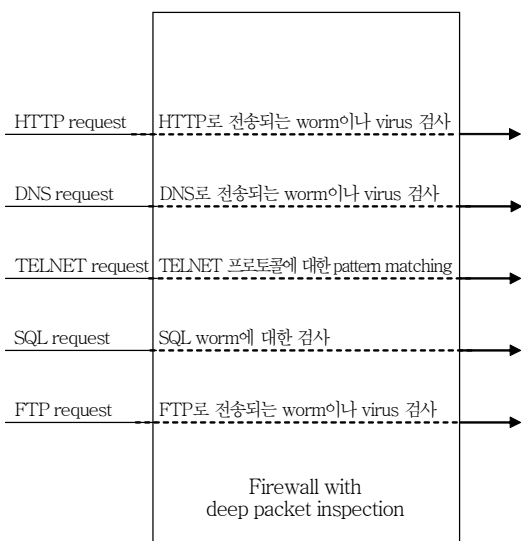 HTTP request HTTP로 전송되는 worm이나 virus 검사
DNS request DNS로 전송되는 worm이나 virus 검사
TELNET request TELNET 프로토콜에 대한 pattern matching
SQL request SQL worm에 대한 검사
FTP request FTP로 전송되는 worm이나 virus 검사
Firewall with
deep packet inspection